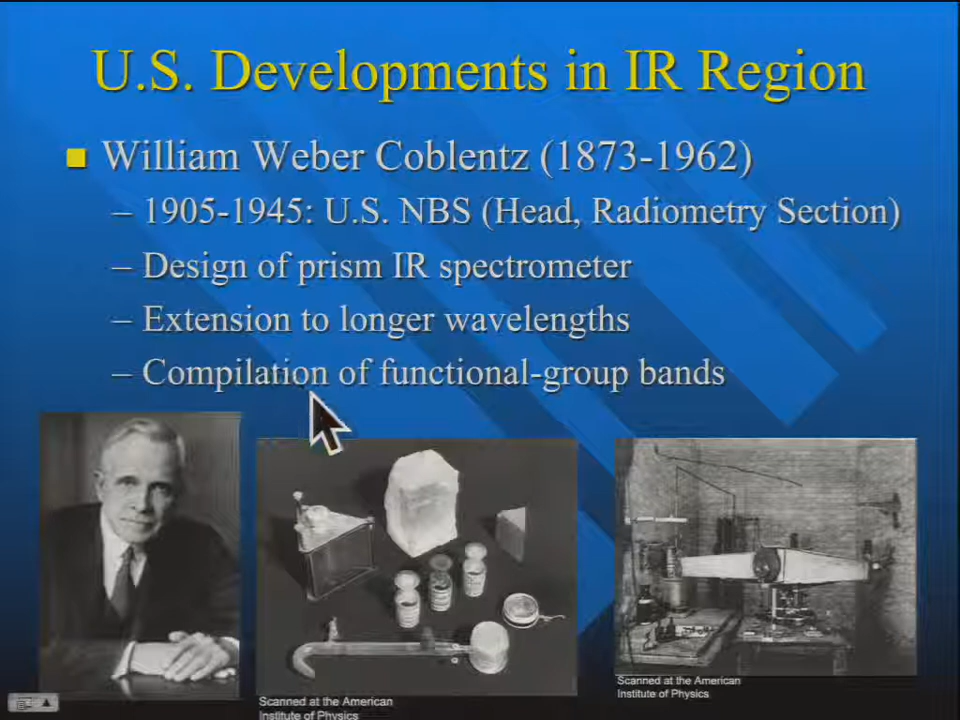 U.S. Developments in IR Region
William Weber Coblentz (1873-1962)
– 1905-1945: U.S. NBS (Head, Radiometry Section)
– Design of prism IR spectrometer
– Extension to longer wavelengths
– Compilation of functional-group bands
Scanned at the American
Institute of Physics
Scanned at the American
Institute of Physics